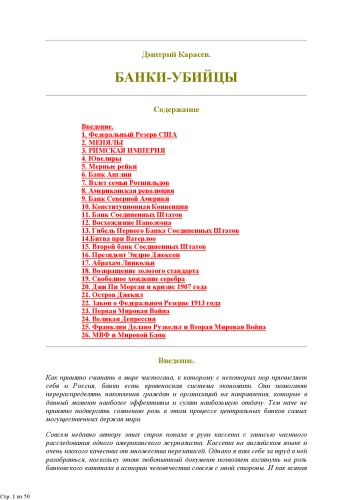 Дмитрий Карасев.
БАНКИ-УБИЙЦЫ
Содержание
Введение.
1. Федеральный Резерв США
2. МЕНЯЛЫ
3. РИМСКАЯ ИМПЕРИЯ
4. Ювелиры
5. Мерные рейки
6. Банк Англии
7. Взлет семьи Ротшильдов
8. Американская революция
9. Банк Северной Америки
10. Конституционная Конвенция
11. Банк Соединенных Штатов
12. Восхождение Наполеона
13. Гибель Первого Банка Соединенных Штатов
14.Битва при Ватерлоо
15. Второй банк Соединенных Штатов
16. Президент Эндрю Джексон
17. Абрахам Линкольн
18. Возвращение золотого стандарта
19. Свободное хождение серебра
20. Джи Пи Морган и кризис 1907 года
21. Остров Джекил
22. Закон о Федеральном Резерве 1913 года
23. Первая Мировая Война
24. Великая Депрессия
25. Франклин Делано Рузвельт и Вторая Мировая Война
26. МВФ и Мировой Банк
Введение.
Как принято считать в мире чистогана, к которому с некоторых пор причисляет
себя и Россия, банки есть кровеносная система экономики. Они помогают
перераспределять накопления граждан и организаций на направления, которые в
данный момент наиболее эффективны и сулят наибольшую отдачу. Тем паче не
принято подвергать сомнению роль в этом процессе центральных банков самых
могущественных держав мира.
Совсем недавно автору этих строк попала в руки кассета с записью частного
расследования одного американского журналиста. Кассета на английском языке и
очень плохого качества от множества перезаписей. Однако я взял себе за труд в ней
разобраться, поскольку этот любопытный документ позволяет взглянуть на роль
банковского капитала в истории человечества совсем с иной стороны. И как всякая
Стр. 1 из 50